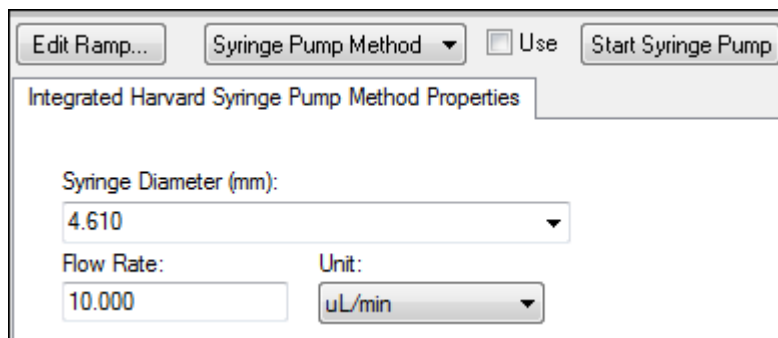 Edit Ramp... Syringe Pump Method Use Start Syringe Pump
Integrated Harvard Syringe Pump Method Properties
Syringe Diameter (mm):
4.610
Flow Rate: Unit:
10.000 uL/min